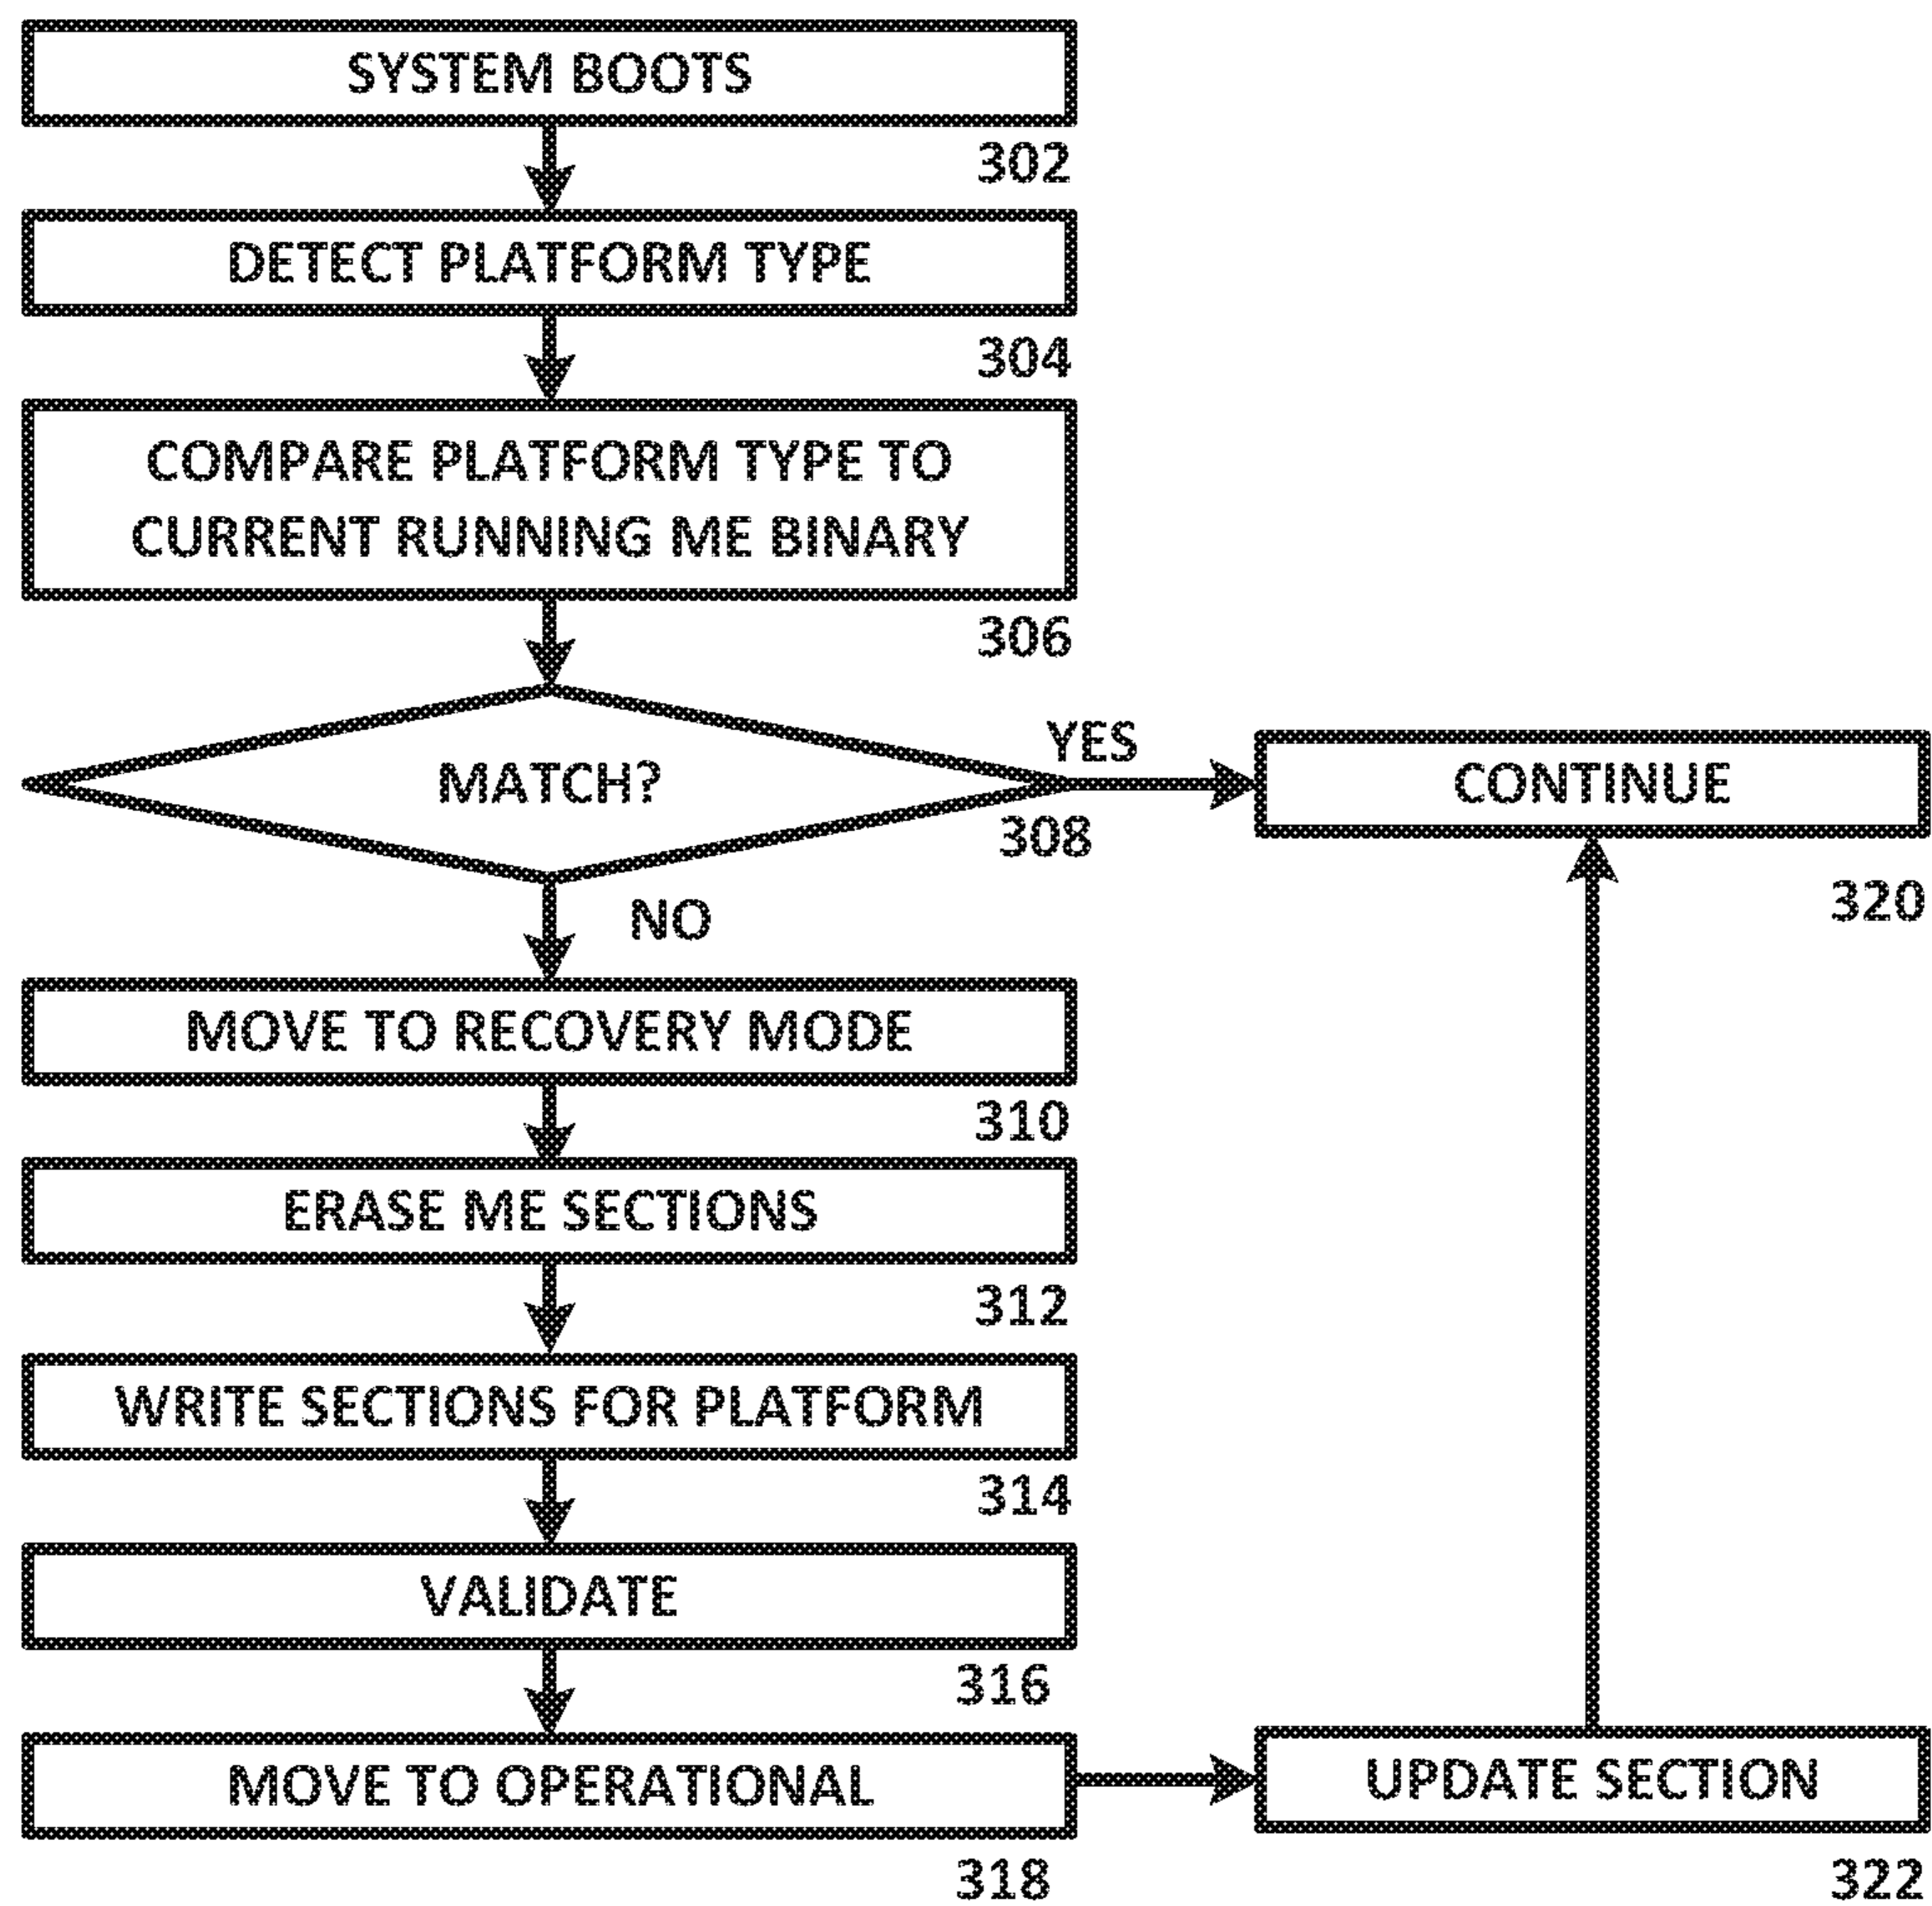 SYSTEM BOOTS
302
DETECT PLATFORM TYPE
304
COMPARE PLATFORM TYPE TO
CURRENT RUNNING ME BINARY
306
MATCH?
YES
308
CONTINUE
320
NO
MOVE TO RECOVERY MODE
310
ERASE ME SECTIONS
312
WRITE SECTIONS FOR PLATFORM
314
VALIDATE
316
MOVE TO OPERATIONAL
318
UPDATE SECTION
322